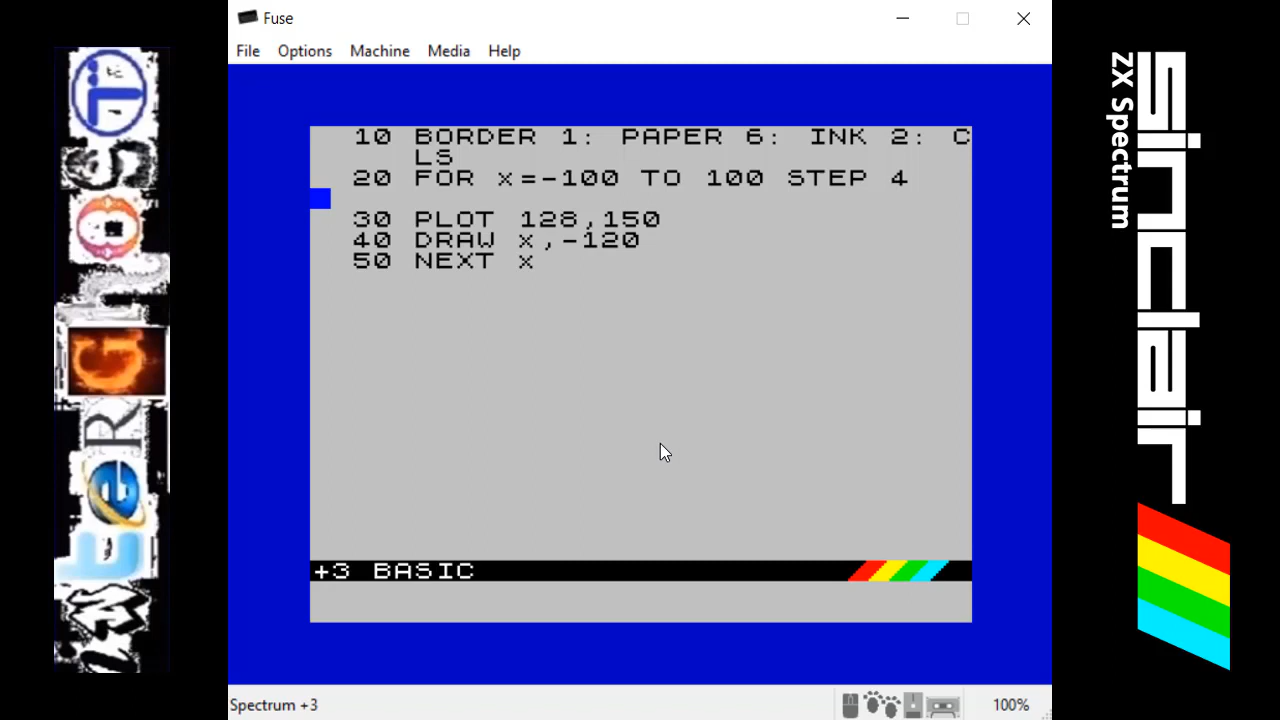 Fuse
File Options Machine Media Help
10 BORDER 1: PAPER 6: INK 2: C
LS
20 FOR x=-100 TO 100 STEP 4
30 PLOT 128,150
40 DRAW x,-120
50 NEXT x
+3 BASIC
Spectrum +3
100%
sinclair
ZX Spectrum